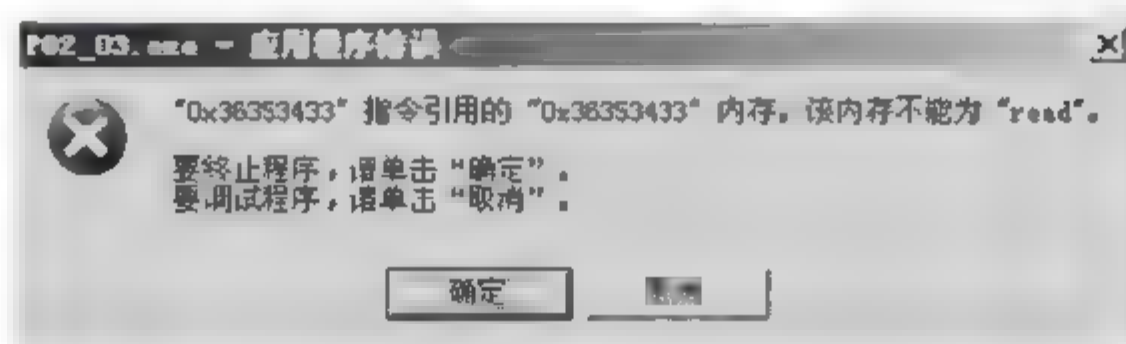 P02_03.exe - 应用程序错误
"0x36353433" 指令引用的 "0x36353433" 内存。该内存不能为 "read"。
要终止程序，请单击 "确定" 。
要调试程序，请单击 "取消" 。
确定